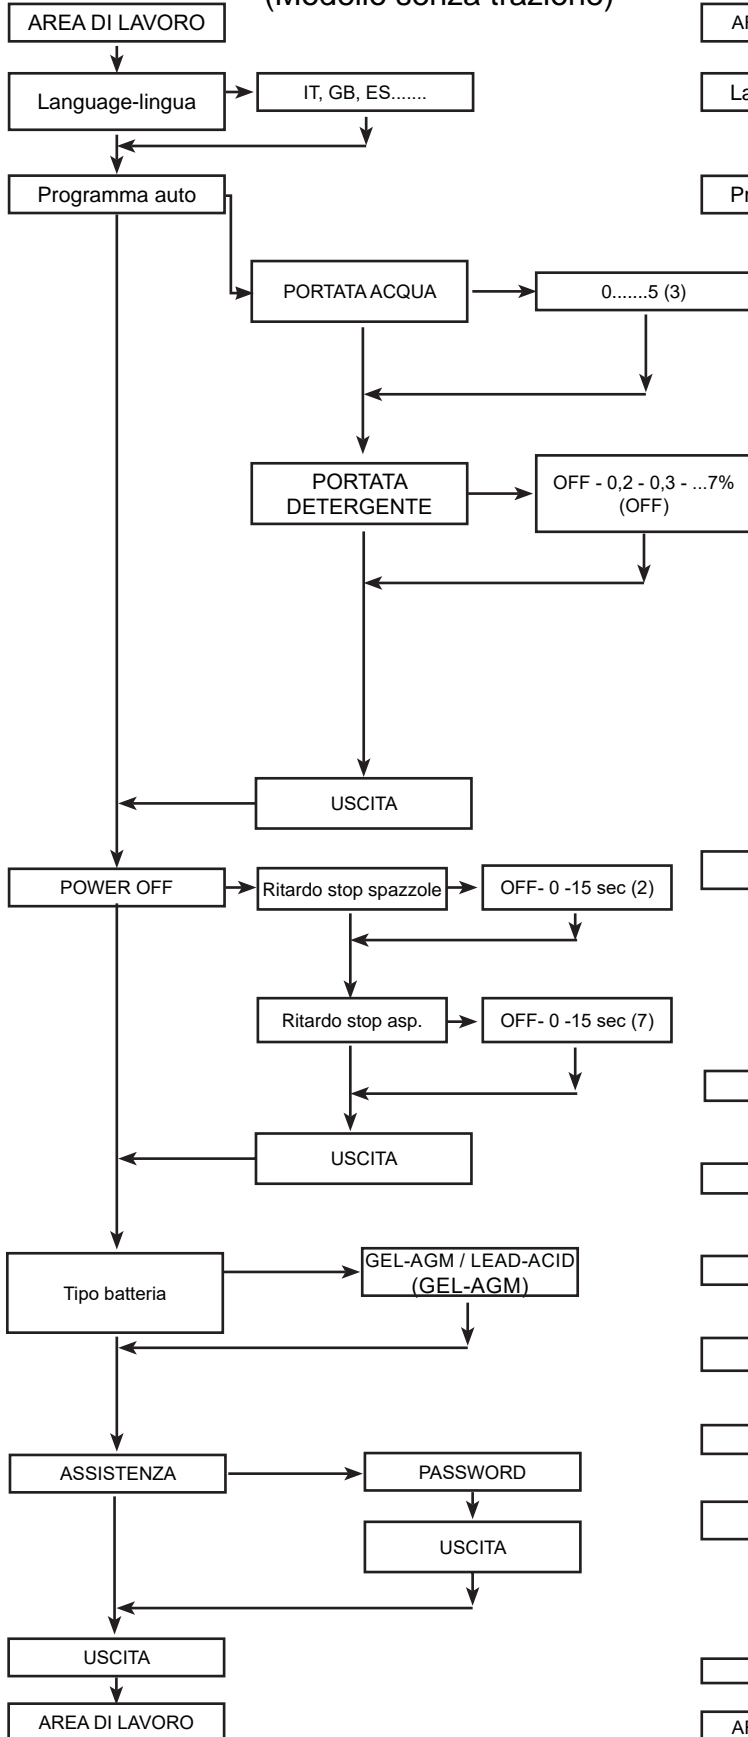 (Modello senza trazione)
AREA DI LAVORO
Language-lingua
IT, GB, ES.......
Programma auto
PORTATA ACQUA
0.......5 (3)
PORTATA
DETERGENTE
OFF - 0,2 - 0,3 - ...7%
(OFF)
USCITA
POWER OFF
Ritardo stop spazzole
OFF- 0 -15 sec (2)
Ritardo stop asp.
OFF- 0 -15 sec (7)
USCITA
Tipo batteria
GEL-AGM / LEAD-ACID
(GEL-AGM)
ASSISTENZA
PASSWORD
USCITA
USCITA
AREA DI LAVORO